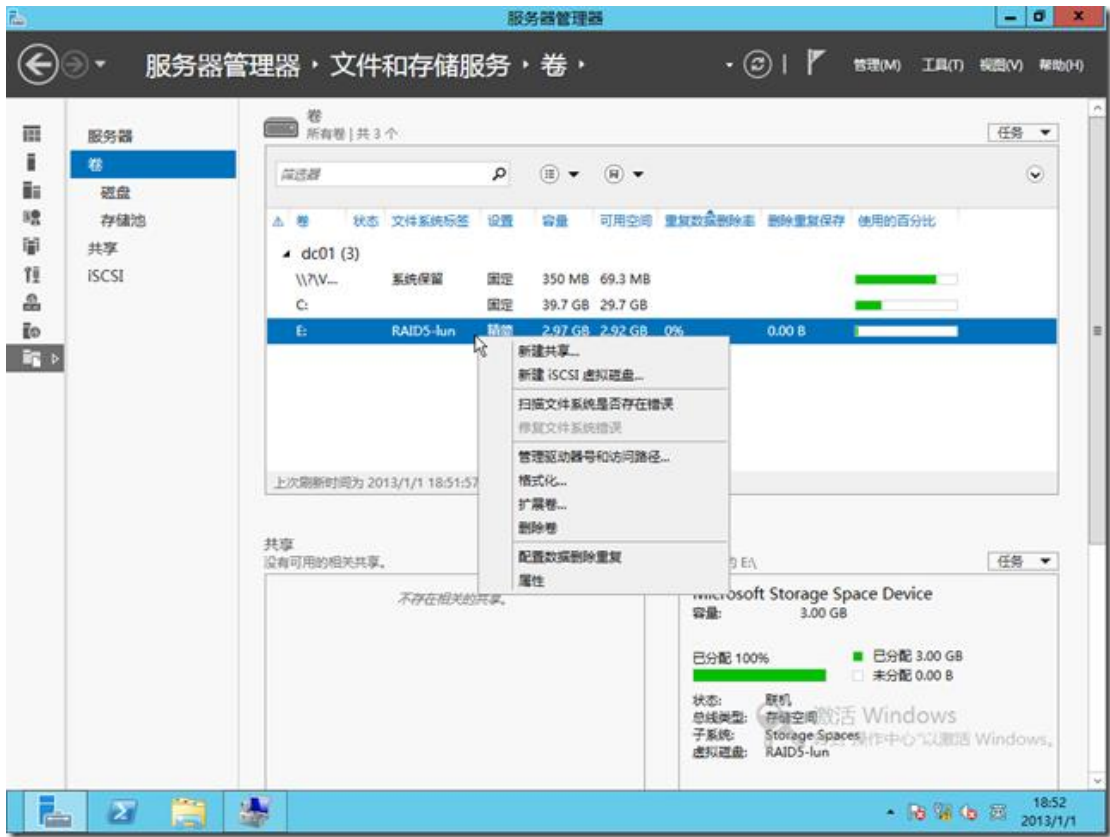 服务器管理器
服务器管理器 · 文件和存储服务 · 卷 ·
管理(M) 工具(T) 视图(V) 帮助(H)
服务器
卷
磁盘
存储池
共享
iSCSI
卷
所有卷 | 共 3 个
任务
筛选器
卷 状态 文件系统标签 设置 容量 可用空间 重复数据删除率 删除重复保存 使用的百分比
dc01 (3)
\\?\V... 系统保留 固定 350 MB 69.3 MB
C: 固定 39.7 GB 29.7 GB
E: RAID5-lun 精简 2.97 GB 2.92 GB 0% 0.00 B
新建共享...
新建 iSCSI 虚拟磁盘...
扫描文件系统是否存在错误
修复文件系统错误
管理驱动器号和访问路径...
格式化...
扩展卷...
删除卷
配置数据删除重复
属性
上次刷新时间为 2013/1/1 18:51:57
共享
没有可用的相关共享。
不存在相关的共享。
E:\
任务
Microsoft Storage Space Device
容量: 3.00 GB
已分配 100%
已分配 3.00 GB
未分配 0.00 B
状态: 联机
总线类型: 存储空间
子系统: Storage Spaces
虚拟磁盘: RAID5-lun
激活 Windows
操作中心"以激活 Windows。
18:52
2013/1/1